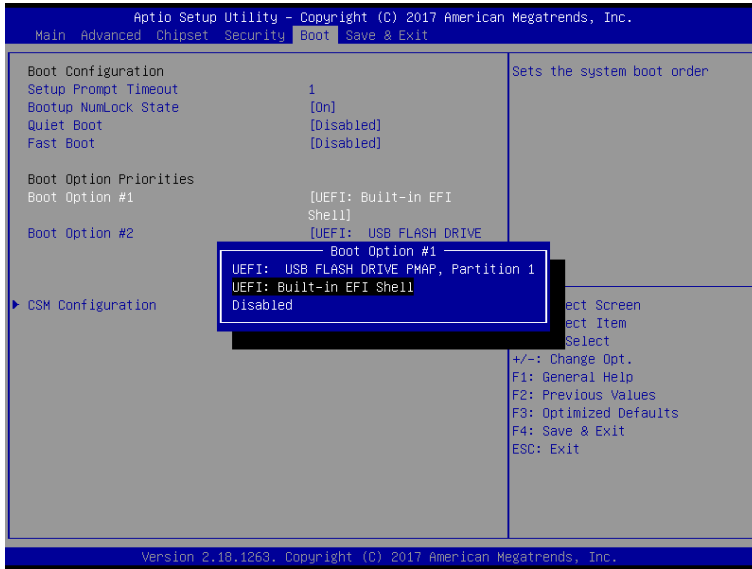 Aptio Setup Utility – Copyright (C) 2017 American Megatrends, Inc.
Main Advanced Chipset Security Boot Save & Exit
Boot Configuration
Setup Prompt Timeout 1
Bootup NumLock State [On]
Quiet Boot [Disabled]
Fast Boot [Disabled]
Boot Option Priorities
Boot Option #1 [UEFI: Built-in EFI
Shell]
Boot Option #2 [UEFI: USB FLASH DRIVE
Boot Option #1
UEFI: USB FLASH DRIVE PMAP, Partition 1
UEFI: Built-in EFI Shell
Disabled
CSM Configuration
Sets the system boot order
ect Screen
ect Item
Select
+/-: Change Opt.
F1: General Help
F2: Previous Values
F3: Optimized Defaults
F4: Save & Exit
ESC: Exit
Version 2.18.1263. Copyright (C) 2017 American Megatrends, Inc.